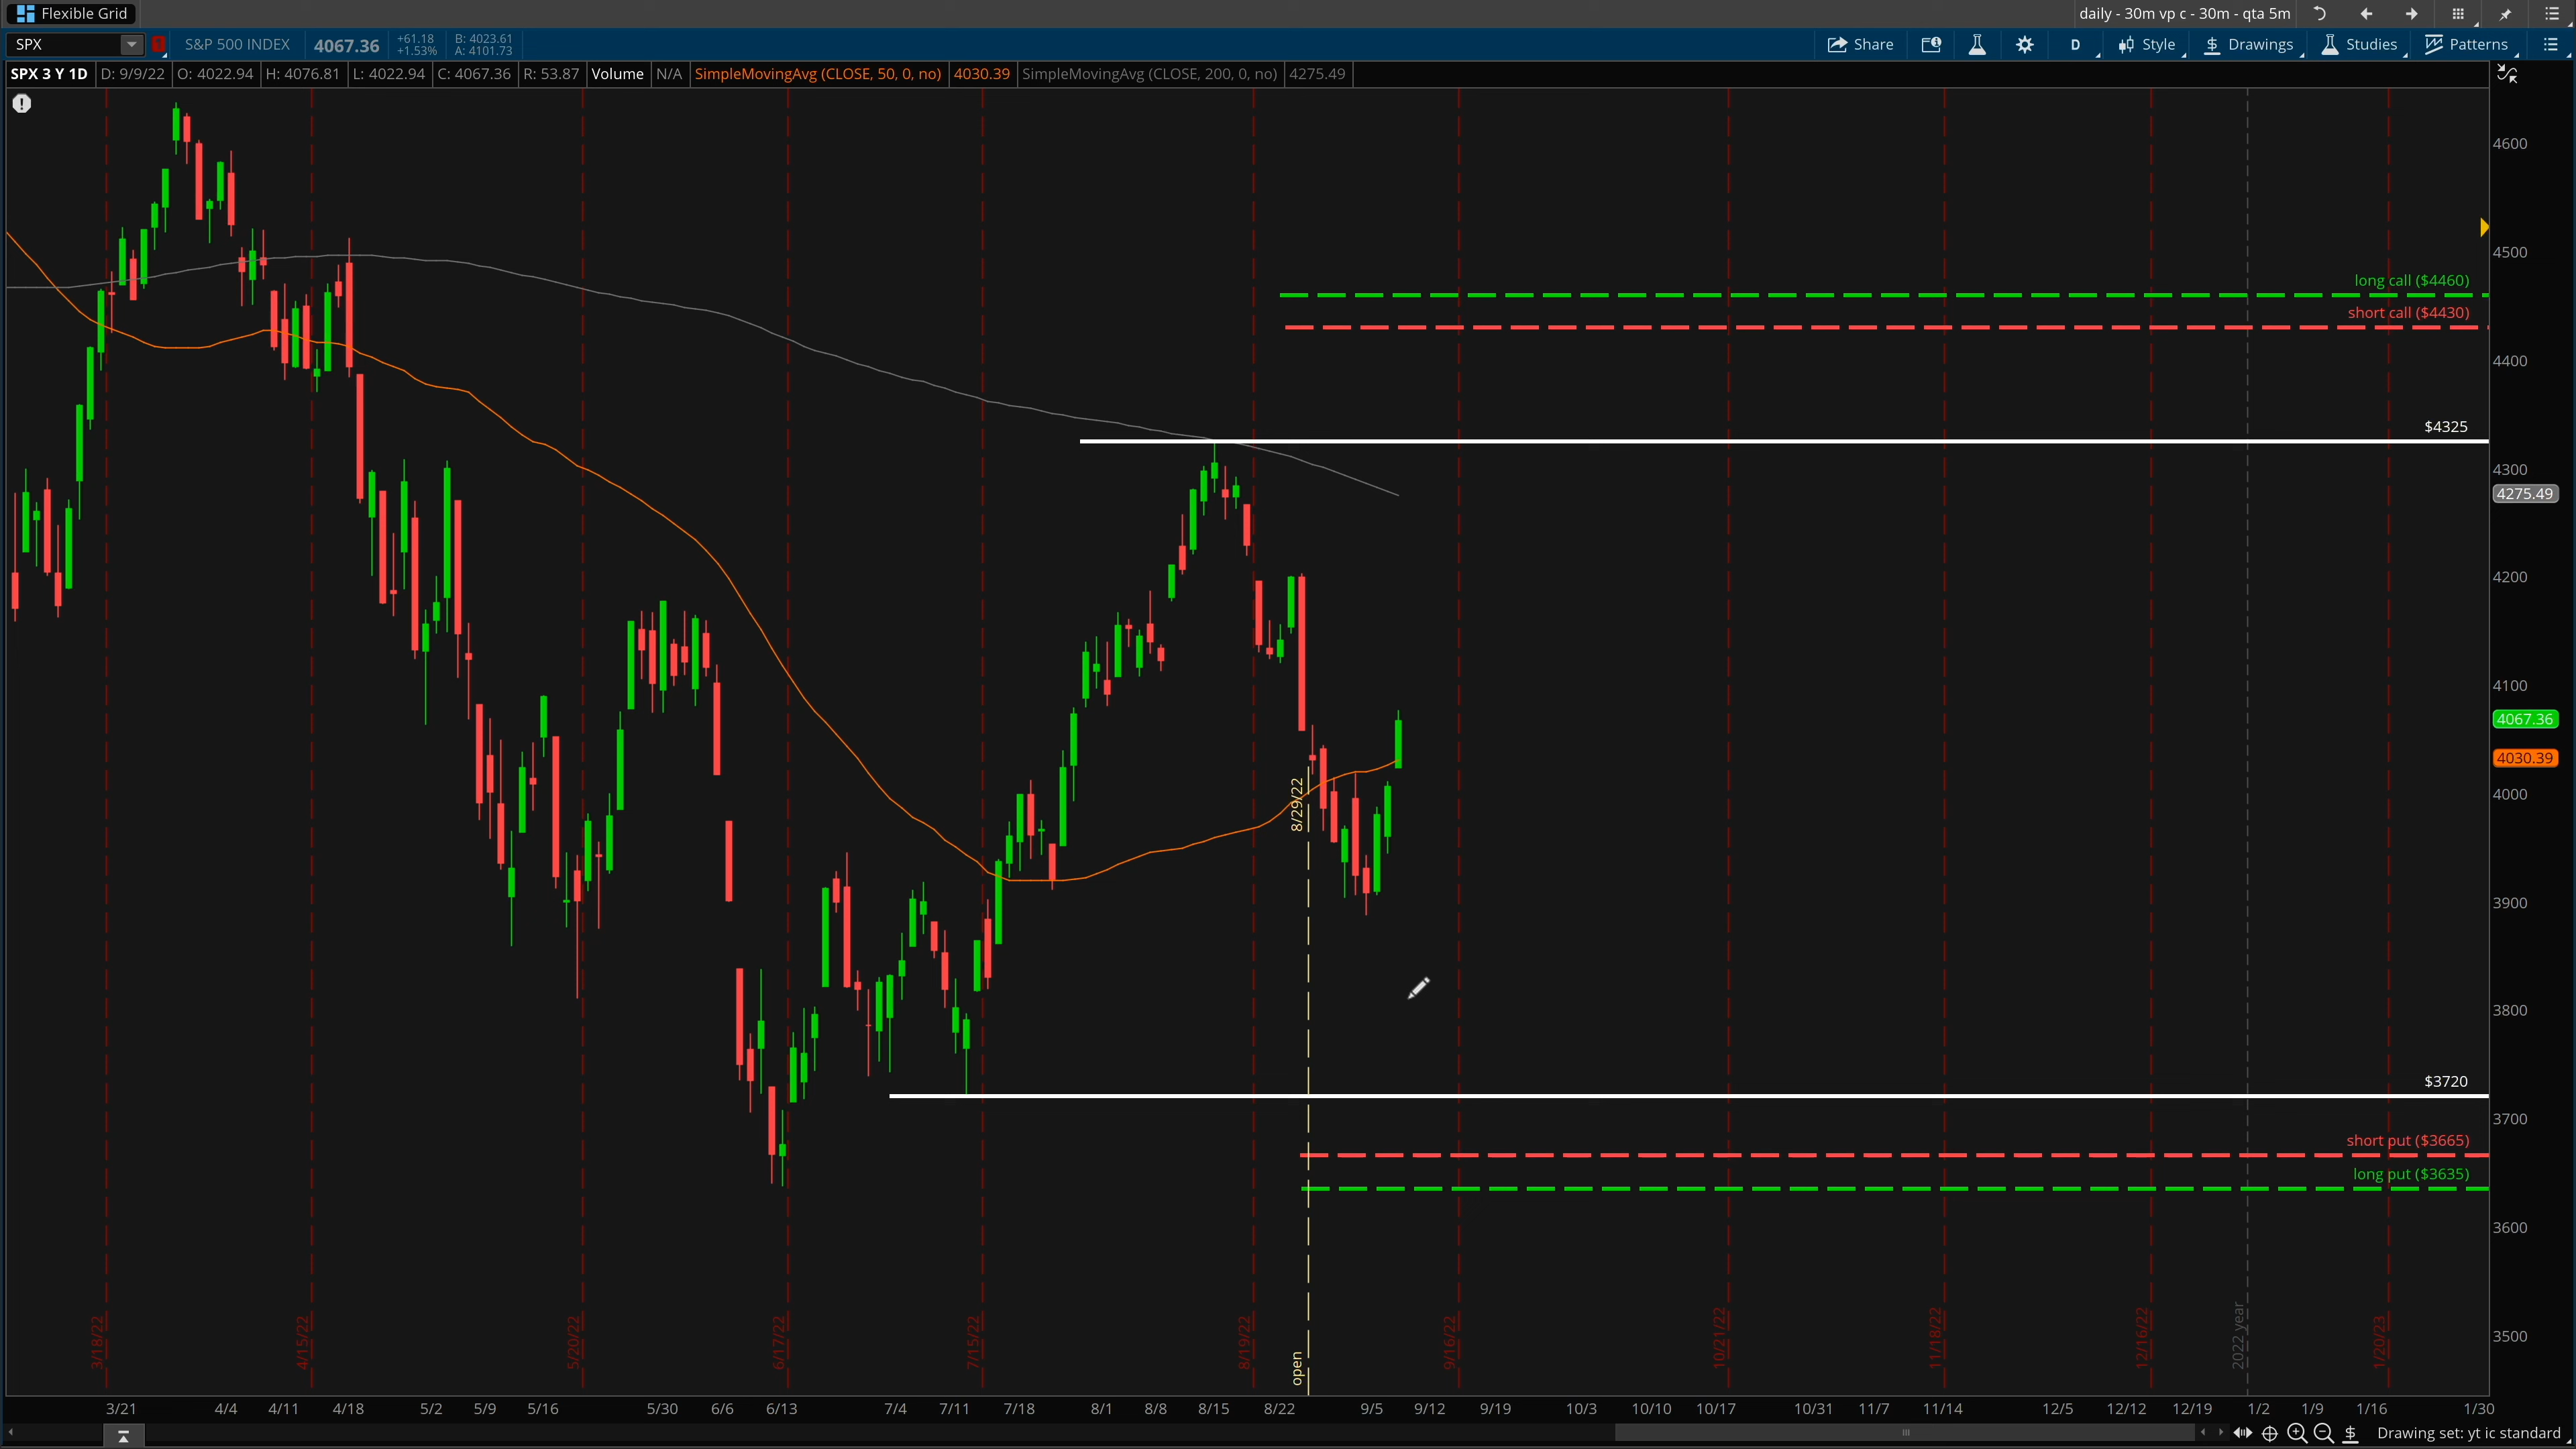 Flexible Grid
daily - 30m vp c - 30m - qta 5m
SPX
1
S&P 500 INDEX
4067.36
+61.18
+1.53%
B: 4023.61
A: 4101.73
Share
D
Style
$ Drawings
Studies
Patterns
SPX 3 Y 1D
D: 9/9/22
O: 4022.94
H: 4076.81
L: 4022.94
C: 4067.36
R: 53.87
Volume
N/A
SimpleMovingAvg (CLOSE, 50, 0, no)
4030.39
SimpleMovingAvg (CLOSE, 200, 0, no)
4275.49
4600
4500
long call ($4460)
short call ($4430)
4400
$4325
4300
4275.49
4200
4100
4067.36
4030.39
4000
8/29/22
3900
3800
$3720
3700
short put ($3665)
long put ($3635)
3600
3500
3/18/22
4/15/22
5/20/22
6/17/22
7/15/22
8/19/22
open
9/16/22
10/21/22
11/18/22
12/16/22
2022 year
1/20/23
3/21
4/4
4/11
4/18
5/2
5/9
5/16
5/30
6/6
6/13
7/4
7/11
7/18
8/1
8/8
8/15
8/22
9/5
9/12
9/19
10/3
10/10
10/17
10/31
11/7
11/14
12/5
12/12
12/19
1/2
1/9
1/16
1/30
$
Drawing set: yt ic standard